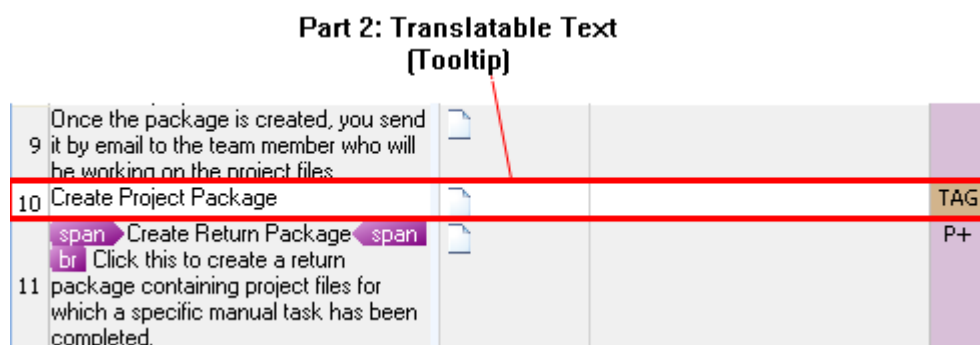 Part 2: Translatable Text
(Tooltip)
Once the package is created, you send
9 it by email to the team member who will
be working on the project files
10 Create Project Package TAG
span Create Return Package span P+
br Click this to create a return
11 package containing project files for
which a specific manual task has been
completed.